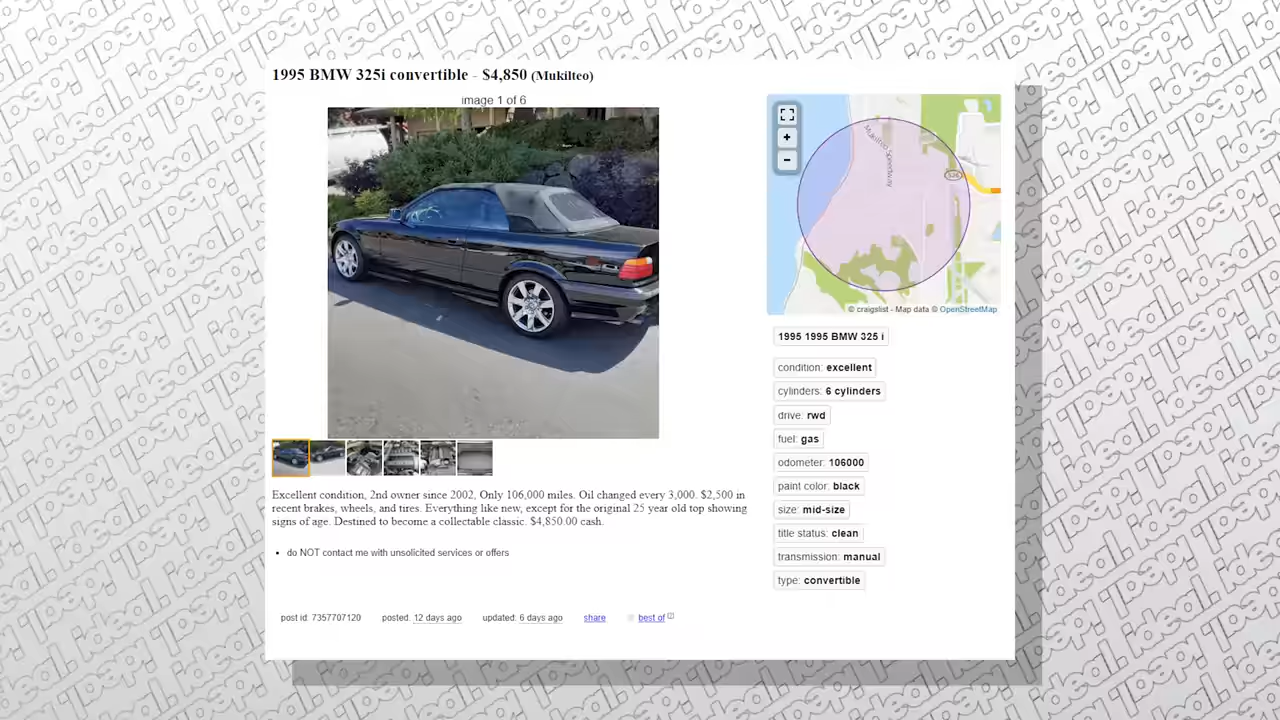 1995 BMW 325i convertible - $4,850 (Mukilteo)
image 1 of 6
Mukilteo Speedway
526
© craigslist - Map data © OpenStreetMap
1995 1995 BMW 325 i
condition: excellent
cylinders: 6 cylinders
drive: rwd
fuel: gas
odometer: 106000
paint color: black
size: mid-size
title status: clean
transmission: manual
type: convertible
Excellent condition, 2nd owner since 2002, Only 106,000 miles. Oil changed every 3,000. $2,500 in
recent brakes, wheels, and tires. Everything like new, except for the original 25 year old top showing
signs of age. Destined to become a collectable classic. $4,850.00 cash.
• do NOT contact me with unsolicited services or offers
post id: 7357707120 posted: 12 days ago updated: 6 days ago share best of [?]
ideal.